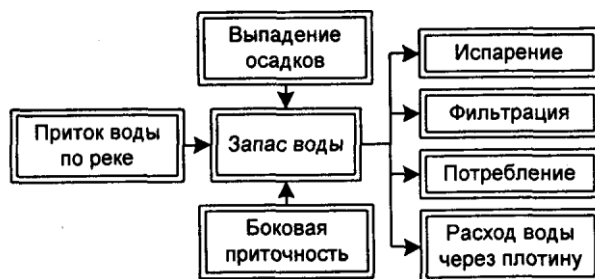 Выпадение
осадков
Приток воды
по реке
Запас воды
Боковая
приточность
Испарение
Фильтрация
Потребление
Расход воды
через плотину